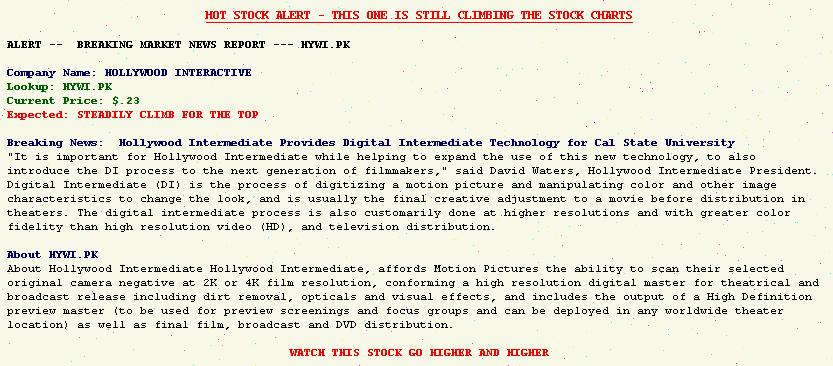 HOT STOCK ALERT - THIS ONE IS STILL CLIMBING THE STOCK CHARTS
ALERT -- BREAKING MARKET NEWS REPORT --- HYWI.PK
Company Name: HOLLYWOOD INTERACTIVE
Lookup: HYWI.PK
Current Price: $.23
Expected: STEADILY CLIMB FOR THE TOP
Breaking News: Hollywood Intermediate Provides Digital Intermediate Technology for Cal State University
"It is important for Hollywood Intermediate while helping to expand the use of this new technology, to also
introduce the DI process to the next generation of filmmakers," said David Waters, Hollywood Intermediate President.
Digital Intermediate (DI) is the process of digitizing a motion picture and manipulating color and other image
characteristics to change the look, and is usually the final creative adjustment to a movie before distribution in
theaters. The digital intermediate process is also customarily done at higher resolutions and with greater color
fidelity than high resolution video (HD), and television distribution.
About HYWI.PK
About Hollywood Intermediate Hollywood Intermediate, affords Motion Pictures the ability to scan their selected
original camera negative at 2K or 4K film resolution, conforming a high resolution digital master for theatrical and
broadcast release including dirt removal, opticals and visual effects, and includes the output of a High Definition
preview master (to be used for preview screenings and focus groups and can be deployed in any worldwide theater
location) as well as final film, broadcast and DVD distribution.
WATCH THIS STOCK GO HIGHER AND HIGHER